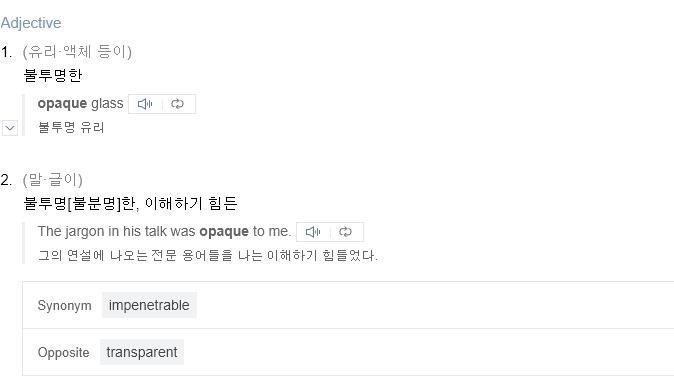 Adjective
1. (유리·액체 등이)
불투명한
opaque glass
불투명 유리
2. (말·글이)
불투명[불분명]한, 이해하기 힘든
The jargon in his talk was opaque to me.
그의 연설에 나오는 전문 용어들을 나는 이해하기 힘들었다.
Synonym impenetrable
Opposite transparent